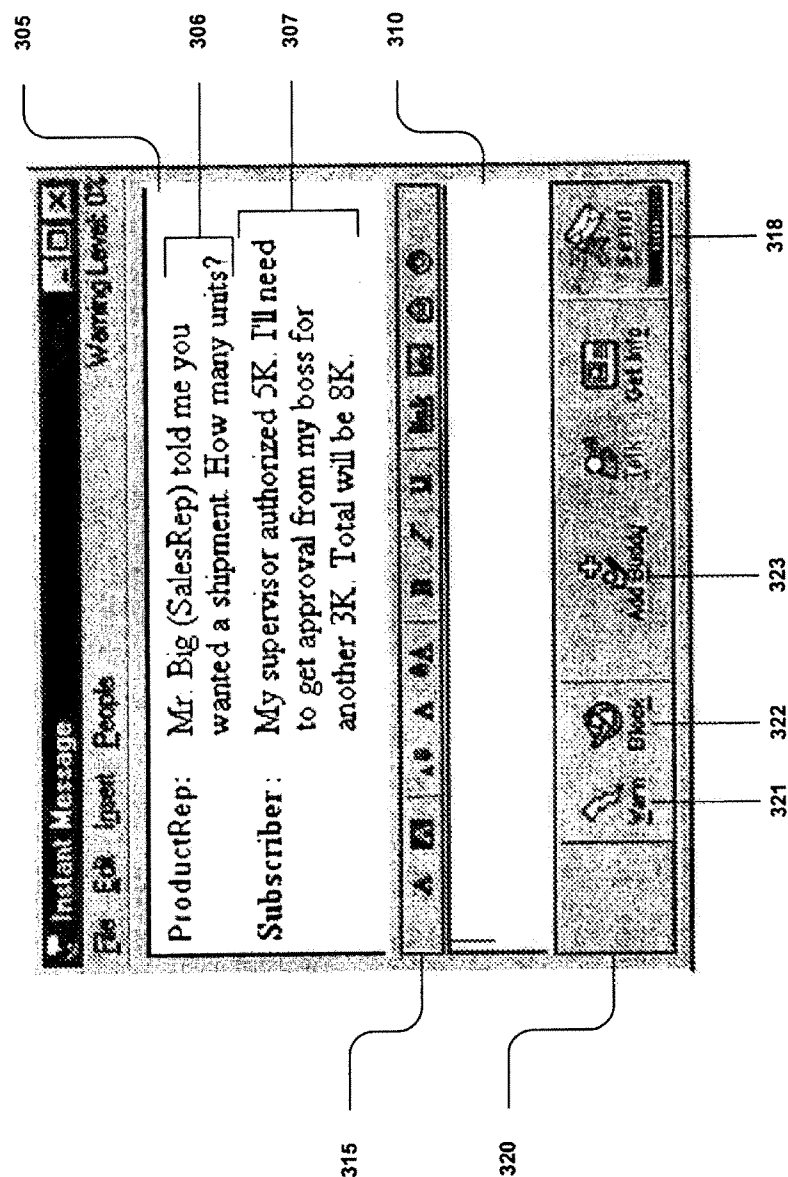 305
306
307
310
Instant Message
File Edit Insert People Warning Level: 0%
ProductRep: Mr. Big (SalesRep) told me you
wanted a shipment. How many units?
Subscriber: My supervisor authorized 5K. I'll need
to get approval from my boss for
another 3K. Total will be 8K.
A A A A A B I U link
Warn Block Add Buddy Talk Get Info Send
315
320
321
322
323
318